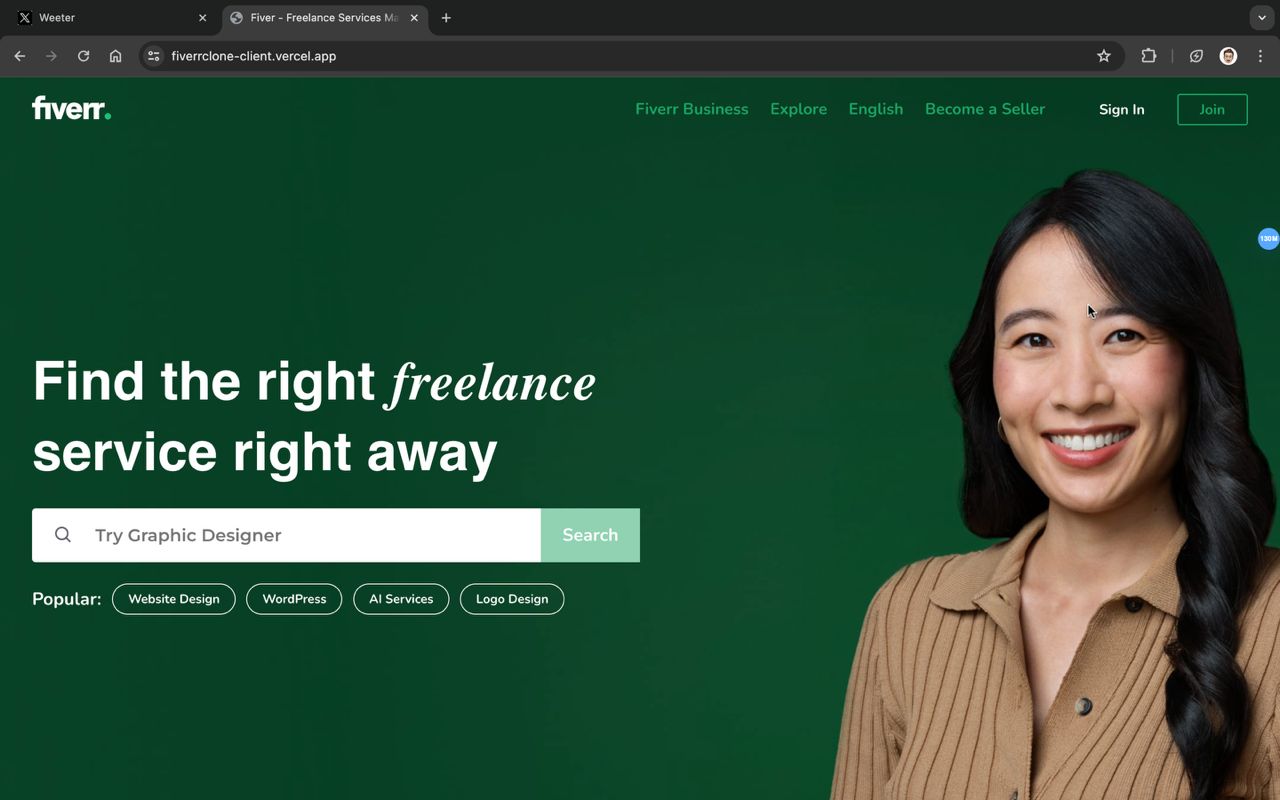 Weeter
Fiver - Freelance Services Ma
fiverrclone-client.vercel.app
fiverr.
Fiverr Business
Explore
English
Become a Seller
Sign In
Join
130M
Find the right freelance
service right away
Try Graphic Designer
Search
Popular:
Website Design
WordPress
AI Services
Logo Design